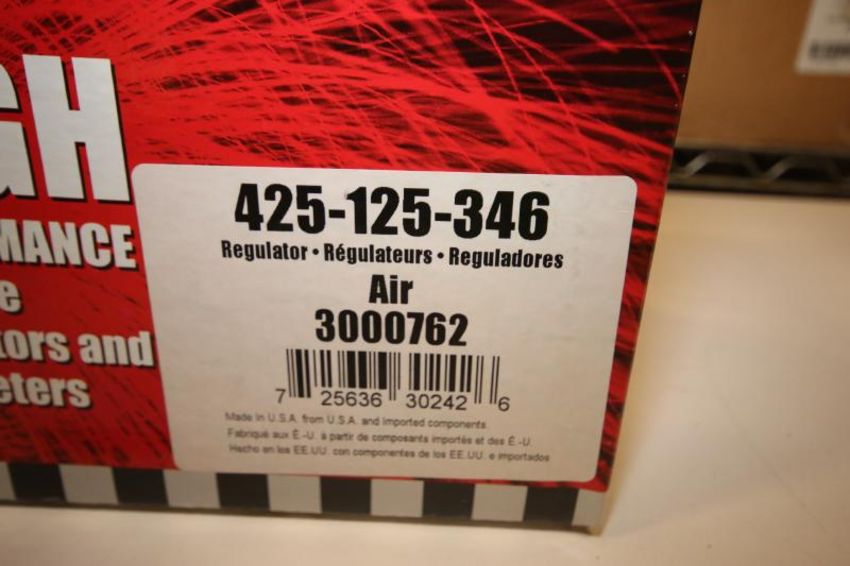 GH
MANCE
e
tors and
eters
425-125-346
Regulator • Régulateurs • Reguladores
Air
3000762
7 25636 30242 6
Made in U.S.A. from U.S.A. and imported components
Fabriqué aux É.-U. à partir de composants importés et des É.-U.
Hecho en los EE.UU. con componentes de los EE.UU. e importados